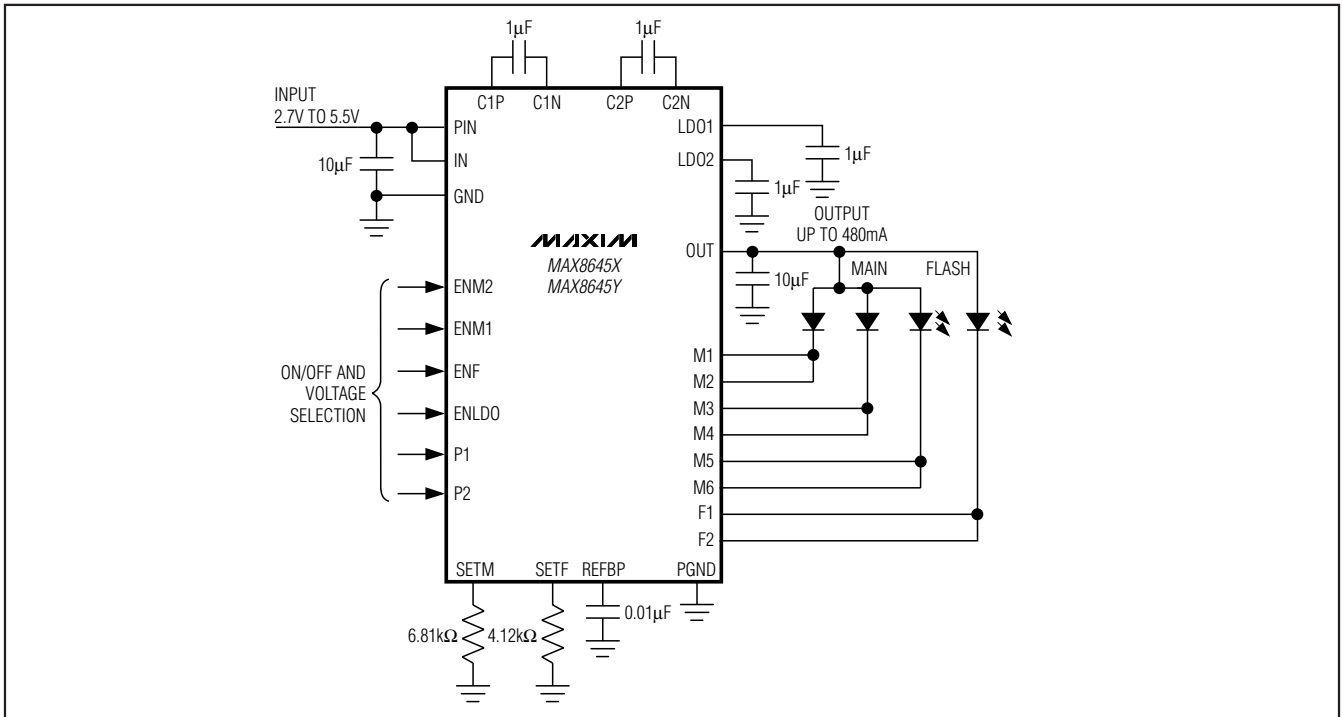 1µF
1µF
INPUT
2.7V TO 5.5V
C1P
C1N
C2P
C2N
PIN
LDO1
IN
LDO2
10µF
1µF
1µF
GND
OUTPUT
UP TO 480mA
MAXIM
MAX8645X
MAX8645Y
OUT
MAIN
FLASH
10µF
ENM2
ENM1
ENF
ENLDO
P1
P2
ON/OFF AND
VOLTAGE
SELECTION
M1
M2
M3
M4
M5
M6
F1
F2
SETM
SETF
REFBP
PGND
0.01µF
6.81kΩ
4.12kΩ